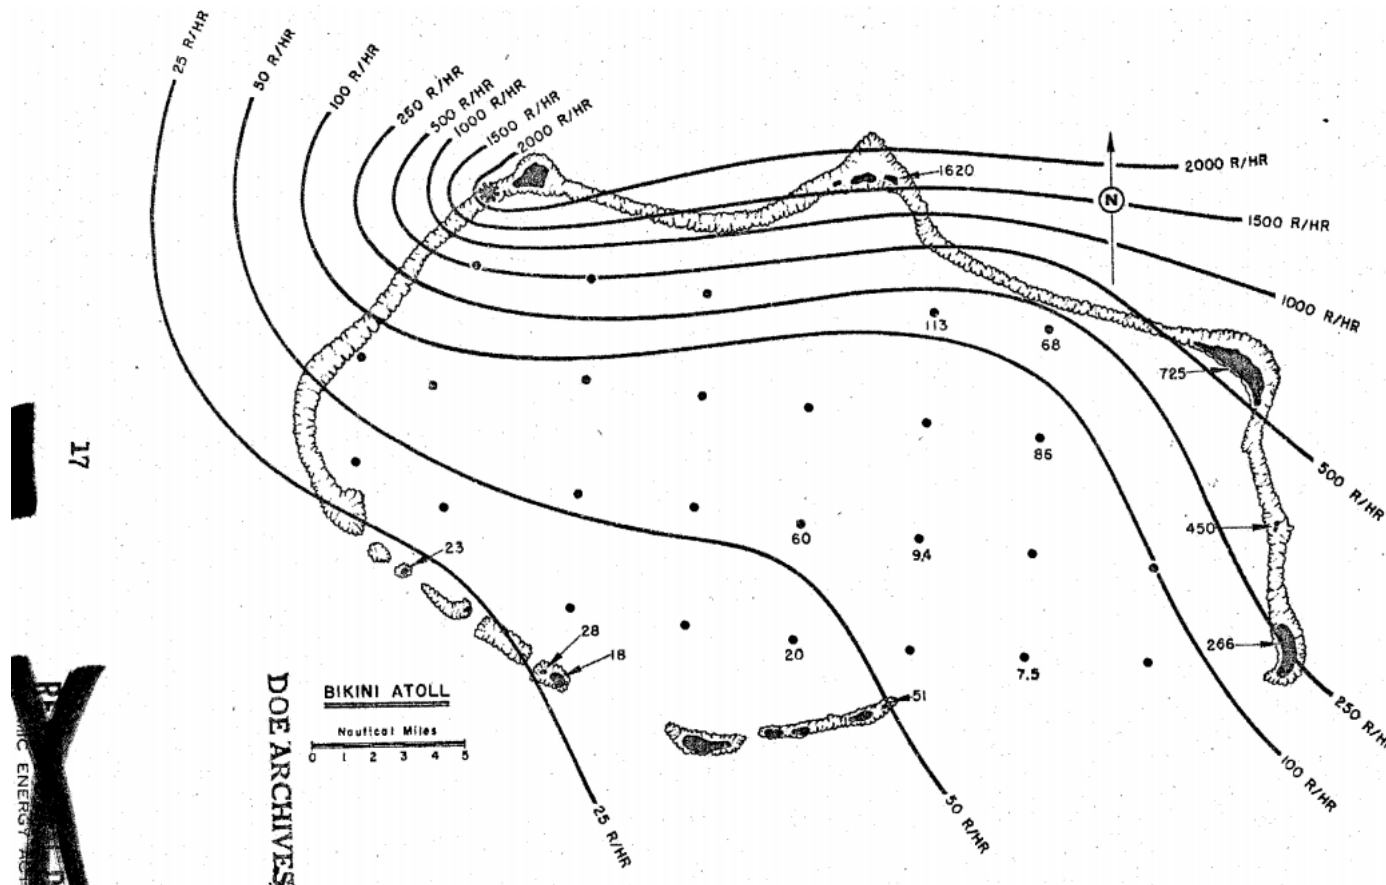 25 R/HR
50 R/HR
100 R/HR
250 R/HR
500 R/HR
1000 R/HR
1500 R/HR
2000 R/HR
2000 R/HR
1620
N
1500 R/HR
1000 R/HR
113
68
725
17
86
500 R/HR
450
60
9.4
23
28
18
20
7.5
266
51
250 R/H
100 R/HR
50 R/HR
25 R/HR
BIKINI ATOLL
Nautical Miles
0 1 2 3 4 5
DOE ARCHIVES
ENERGY